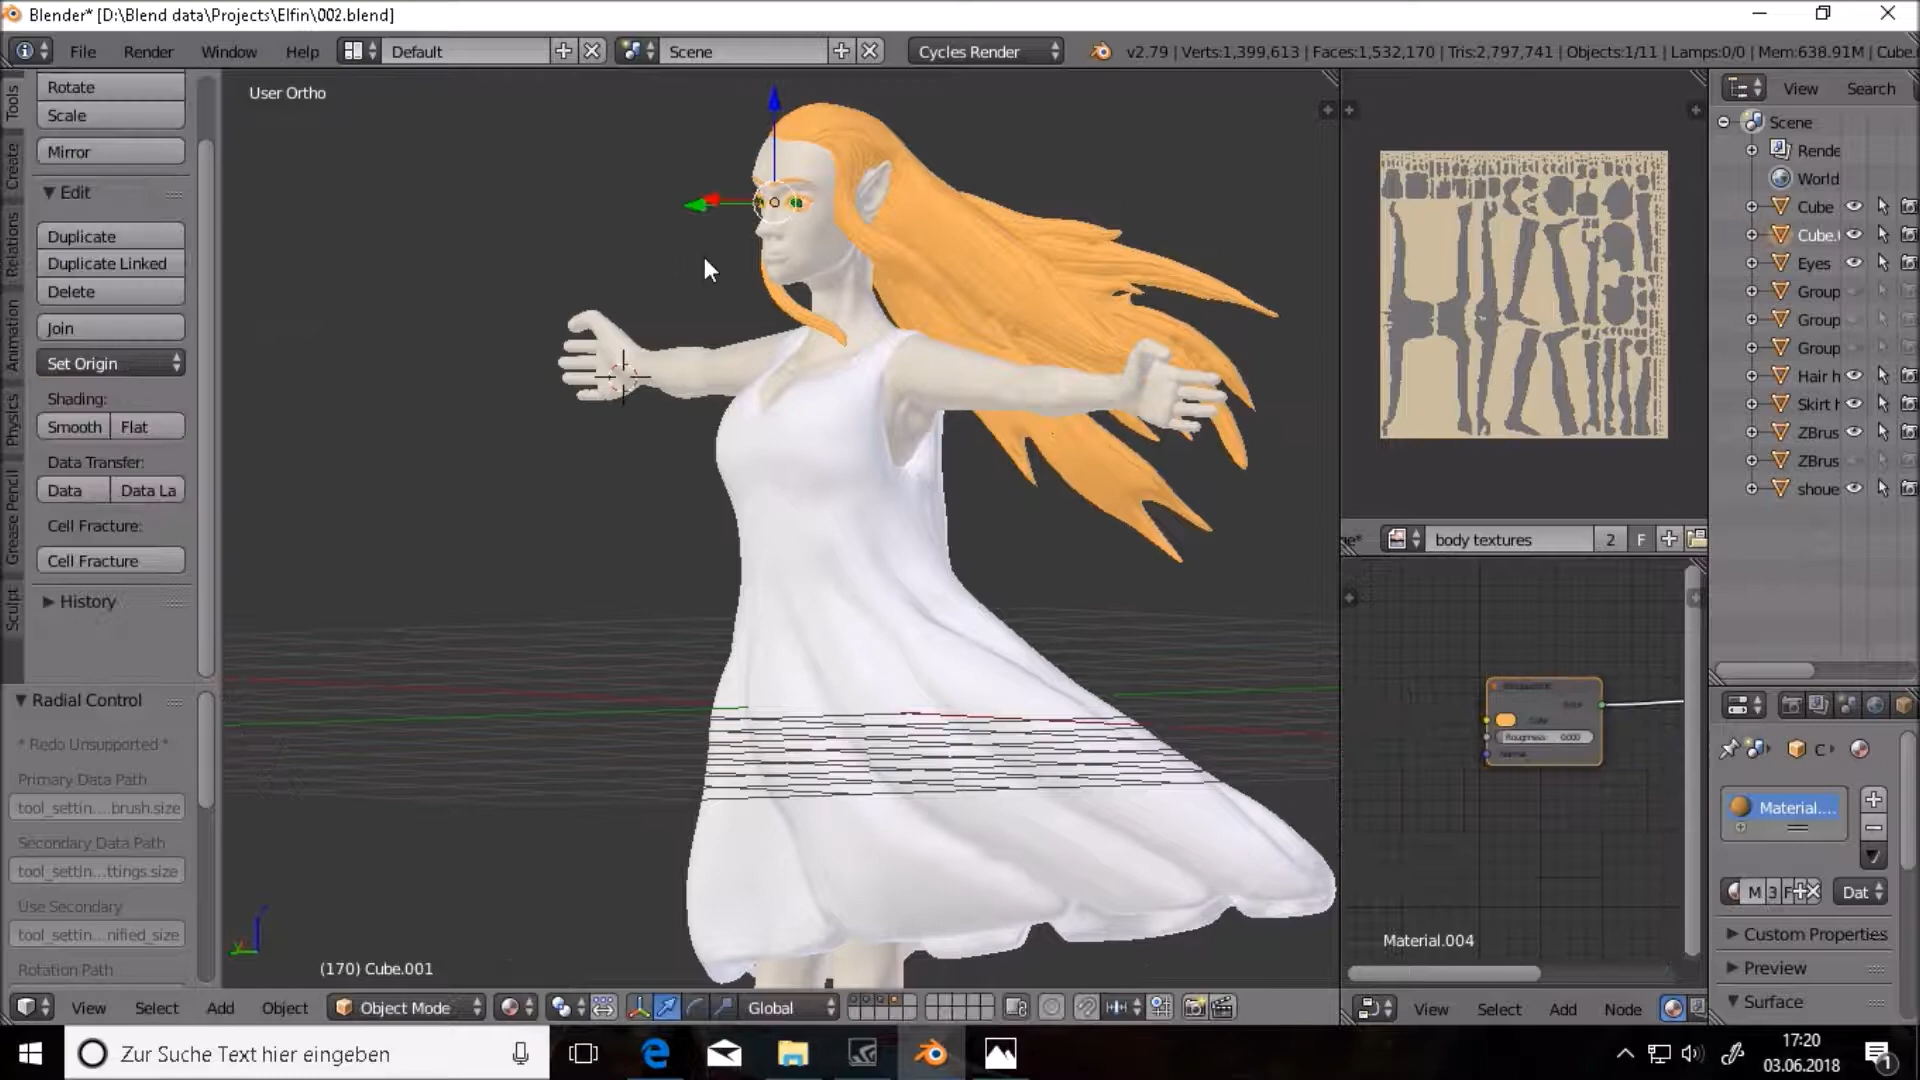 Blender* [D:\Blend data\Projects\Elfin\002.blend]
File Render Window Help Default Scene Cycles Render v2.79 | Verts:1,399,613 | Faces:1,532,170 | Tris:2,797,741 | Objects:1/11 | Lamps:0/0 | Mem:638.91M | Cube.
Tools
Create
Relations
Animation
Physics
Grease Pencil
Sculpt
Rotate
Scale
Mirror
Edit
Duplicate
Duplicate Linked
Delete
Join
Set Origin
Shading:
Smooth Flat
Data Transfer:
Data Data La
Cell Fracture:
Cell Fracture
History
Radial Control
* Redo Unsupported *
Primary Data Path
tool_settin....brush.size
Secondary Data Path
tool_settin...ttings.size
Use Secondary
tool_settin...nified_size
Rotation Path
User Ortho
(170) Cube.001
View Select Add Object Object Mode Global
body textures 2 F
Roughness: 0.000
Material.004
View Select Add Node
View Search
Scene
Rende
World
Cube
Cube.
Eyes
Group
Group
Group
Hair h
Skirt h
ZBrus
ZBrus
shoue
C
Material....
M 3 F Dat
Custom Properties
Preview
Surface
Zur Suche Text hier eingeben
17:20
03.06.2018
1